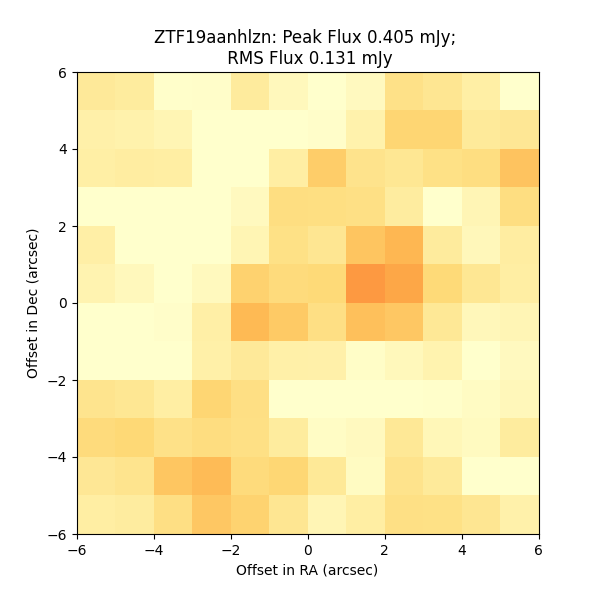 ZTF19aanhlzn: Peak Flux 0.405 mJy;
RMS Flux 0.131 mJy
6
4
2
0
−2
−4
−6
Offset in Dec (arcsec)
−6 −4 −2 0 2 4 6
Offset in RA (arcsec)